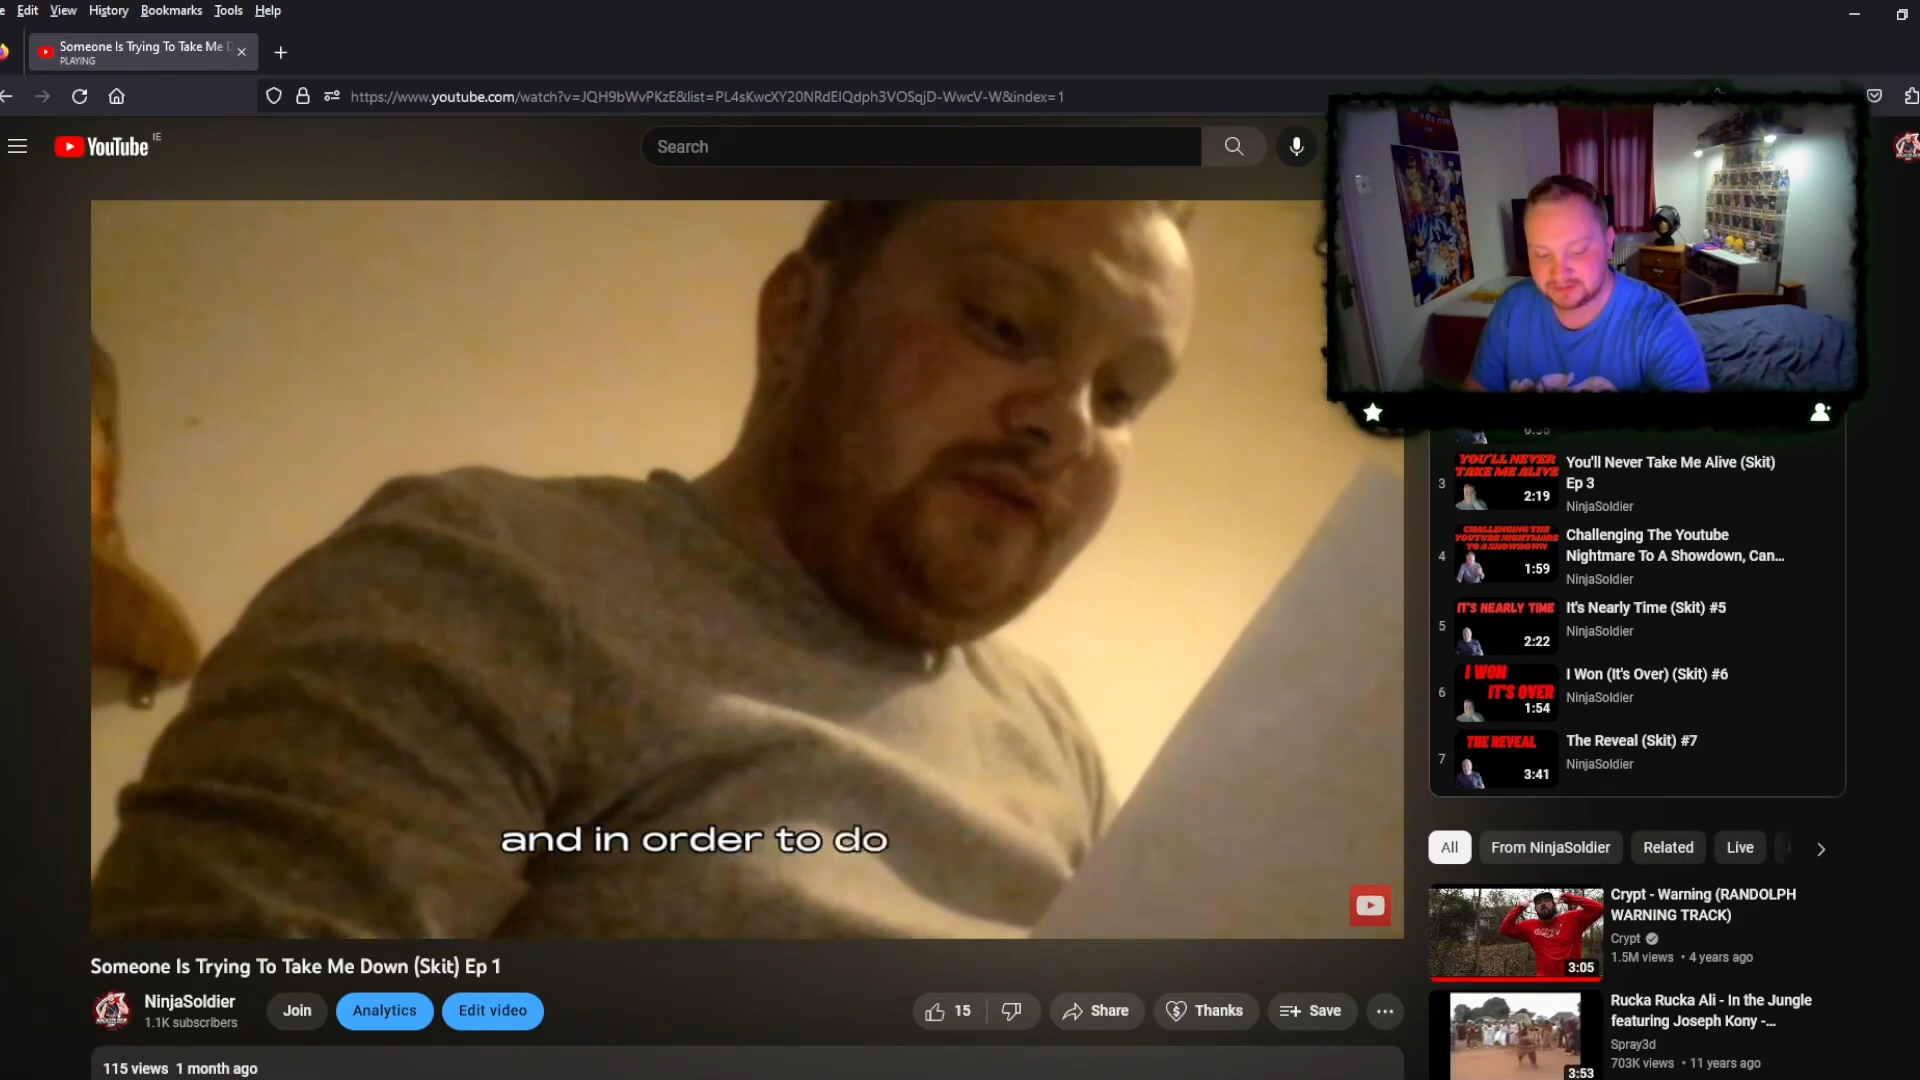 Edit View History Bookmarks Tools Help
Someone Is Trying To Take Me D
PLAYING
https://www.youtube.com/watch?v=JQH9bWvPKzE&list=PL4sKwcXY20NRdEIQdph3VOSqjD-WwcV-W&index=1
YouTube IE
Search
and in order to do
YOU'LL NEVER
TAKE ME ALIVE
3
2:19
You'll Never Take Me Alive (Skit)
Ep 3
NinjaSoldier
CHALLENGING THE
YOUTUBE NIGHTMARE
TO A SHOWDOWN
4
1:59
Challenging The Youtube
Nightmare To A Showdown, Can...
NinjaSoldier
IT'S NEARLY TIME
5
2:22
It's Nearly Time (Skit) #5
NinjaSoldier
I WON
IT'S OVER
6
1:54
I Won (It's Over) (Skit) #6
NinjaSoldier
THE REVEAL
7
3:41
The Reveal (Skit) #7
NinjaSoldier
All From NinjaSoldier Related Live
Crypt - Warning (RANDOLPH
WARNING TRACK)
Crypt
1.5M views • 4 years ago
3:05
Rucka Rucka Ali - In the Jungle
featuring Joseph Kony -...
Spray3d
703K views • 11 years ago
3:53
Someone Is Trying To Take Me Down (Skit) Ep 1
NinjaSoldier
1.1K subscribers
Join Analytics Edit video
15 Share Thanks Save
115 views 1 month ago